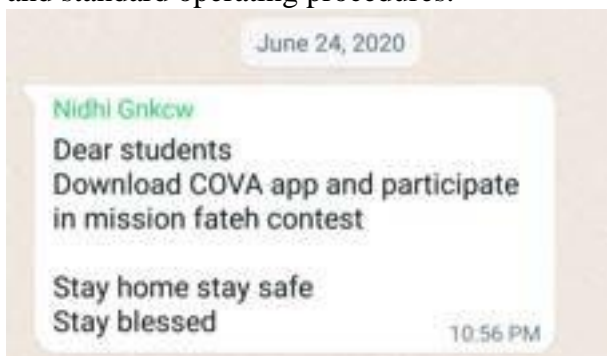 and standard operating procedures.
June 24, 2020
Nidhi Gnkcw
Dear students
Download COVA app and participate
in mission fateh contest
Stay home stay safe
Stay blessed
10:56 PM